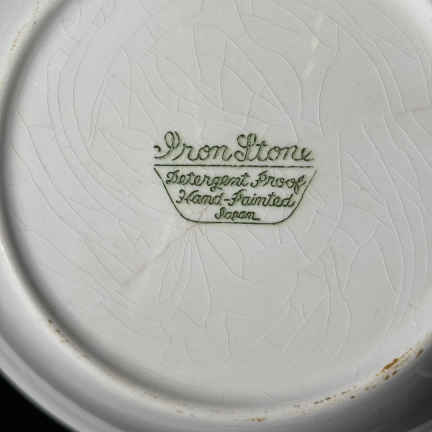 Iron Stone
Detergent Proof
Hand-Painted
Japan